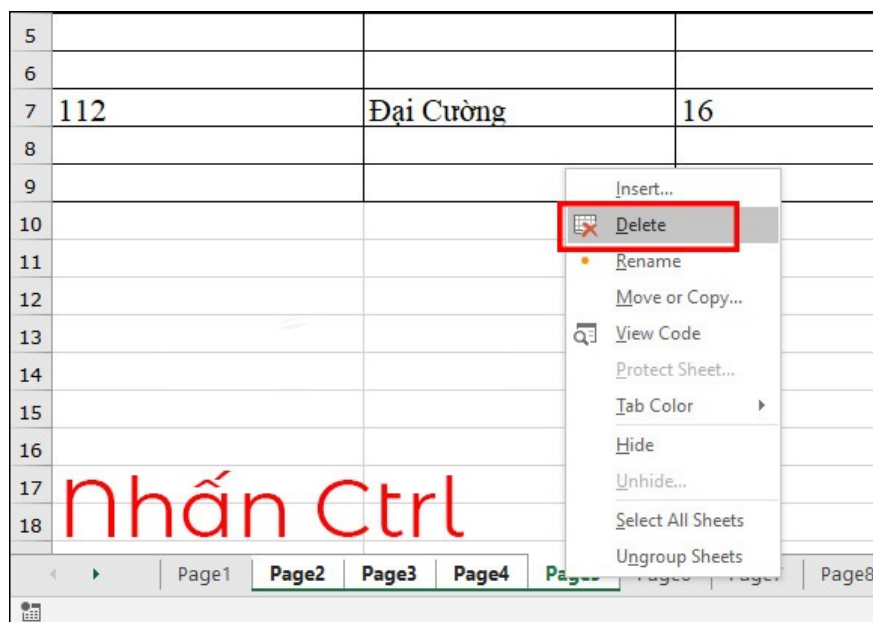 5
6
7 112 Đại Cường 16
8
9
Insert...
10
Delete
11
Rename
12
Move or Copy...
13
View Code
14
Protect Sheet...
15
Tab Color
16
Hide
17
Unhide...
18
Nhấn Ctrl
Select All Sheets
Ungroup Sheets
Page1 Page2 Page3 Page4 Page8